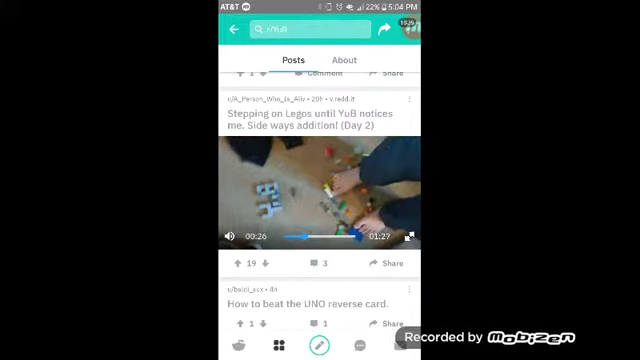 AT&T
22% 5:04 PM
r/YuB
Posts
About
1
Comment
Share
u/A_Person_Who_Is_Aliv • 20h • v.redd.it
Stepping on Legos until YuB notices
me. Side ways addition! (Day 2)
00:26
01:27
19
3
Share
How to beat the UNO reverse card.
1
1
Share
Recorded by Mobizen